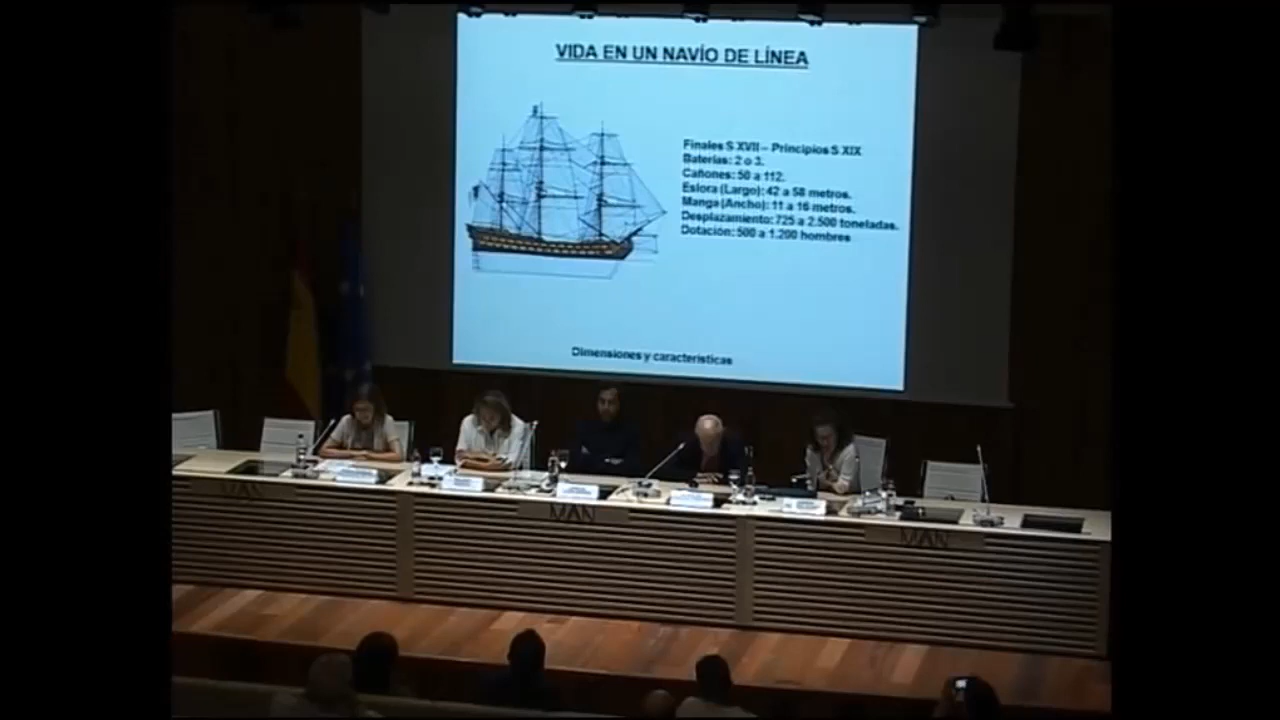 VIDA EN UN NAVÍO DE LÍNEA
Finales S XVII – Principios S XIX
Baterías: 2 o 3.
Cañones: 50 a 112.
Eslora (Largo): 42 a 58 metros.
Manga (Ancho): 11 a 16 metros.
Desplazamiento: 725 a 2.500 toneladas.
Dotación: 500 a 1.200 hombres
Dimensiones y características
MAN
MAN
MAN